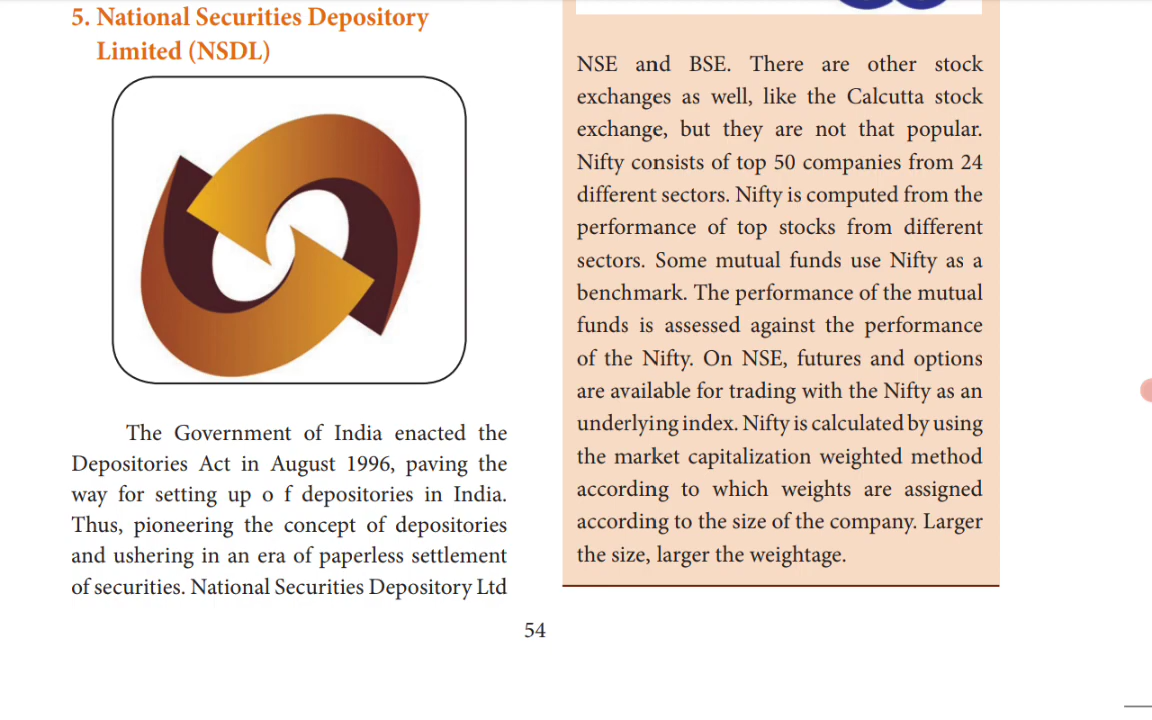 5. National Securities Depository
Limited (NSDL)
The Government of India enacted the
Depositories Act in August 1996, paving the
way for setting up o f depositories in India.
Thus, pioneering the concept of depositories
and ushering in an era of paperless settlement
of securities. National Securities Depository Ltd
NSE and BSE. There are other stock
exchanges as well, like the Calcutta stock
exchange, but they are not that popular.
Nifty consists of top 50 companies from 24
different sectors. Nifty is computed from the
performance of top stocks from different
sectors. Some mutual funds use Nifty as a
benchmark. The performance of the mutual
funds is assessed against the performance
of the Nifty. On NSE, futures and options
are available for trading with the Nifty as an
underlying index. Nifty is calculated by using
the market capitalization weighted method
according to which weights are assigned
according to the size of the company. Larger
the size, larger the weightage.
54